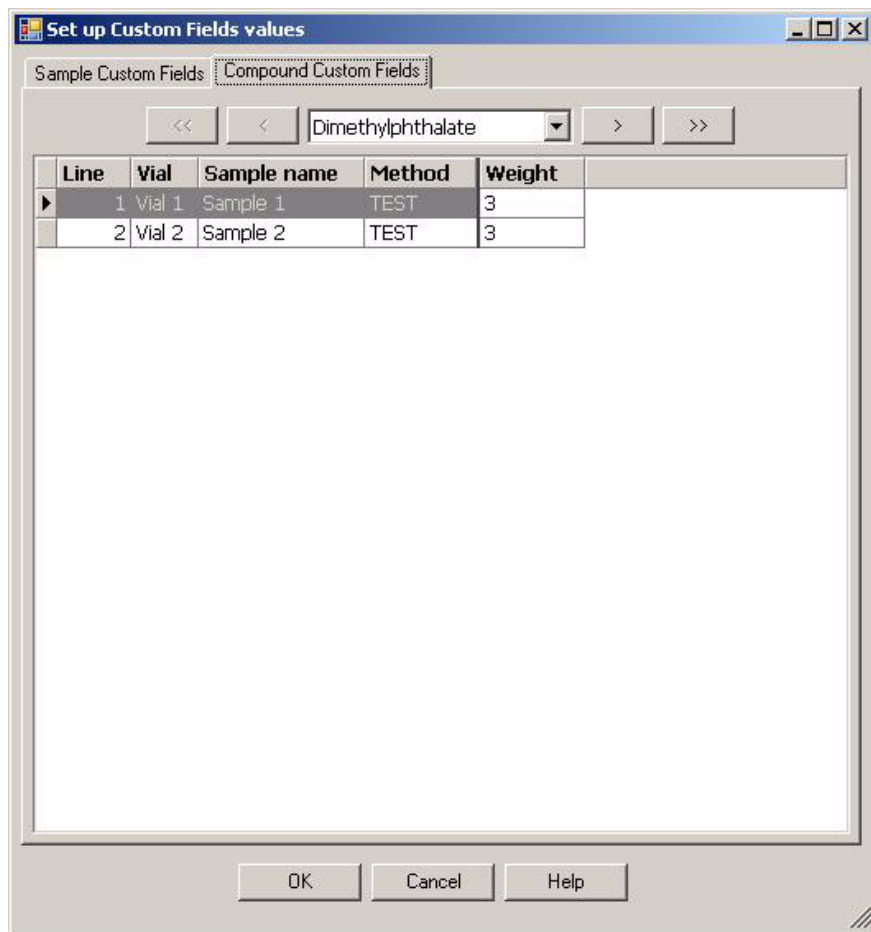 Set up Custom Fields values
Sample Custom Fields Compound Custom Fields
<< < Dimethylphthalate > >>
Line Vial Sample name Method Weight
1 Vial 1 Sample 1 TEST 3
2 Vial 2 Sample 2 TEST 3
OK Cancel Help